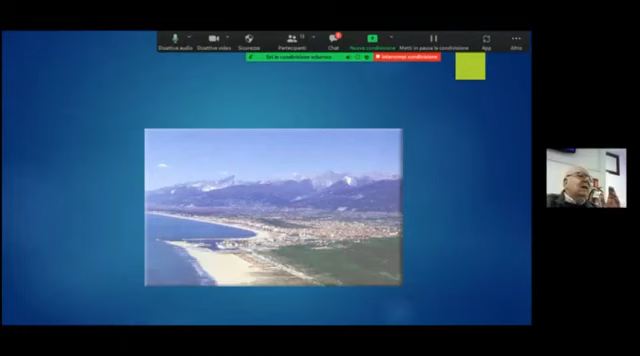 Disattiva audio Disattiva video Sicurezza Partecipanti Chat Nuova condivisione Metti in pausa la condivisione App Altro
Sei in condivisione schermo Interrompi condivisione